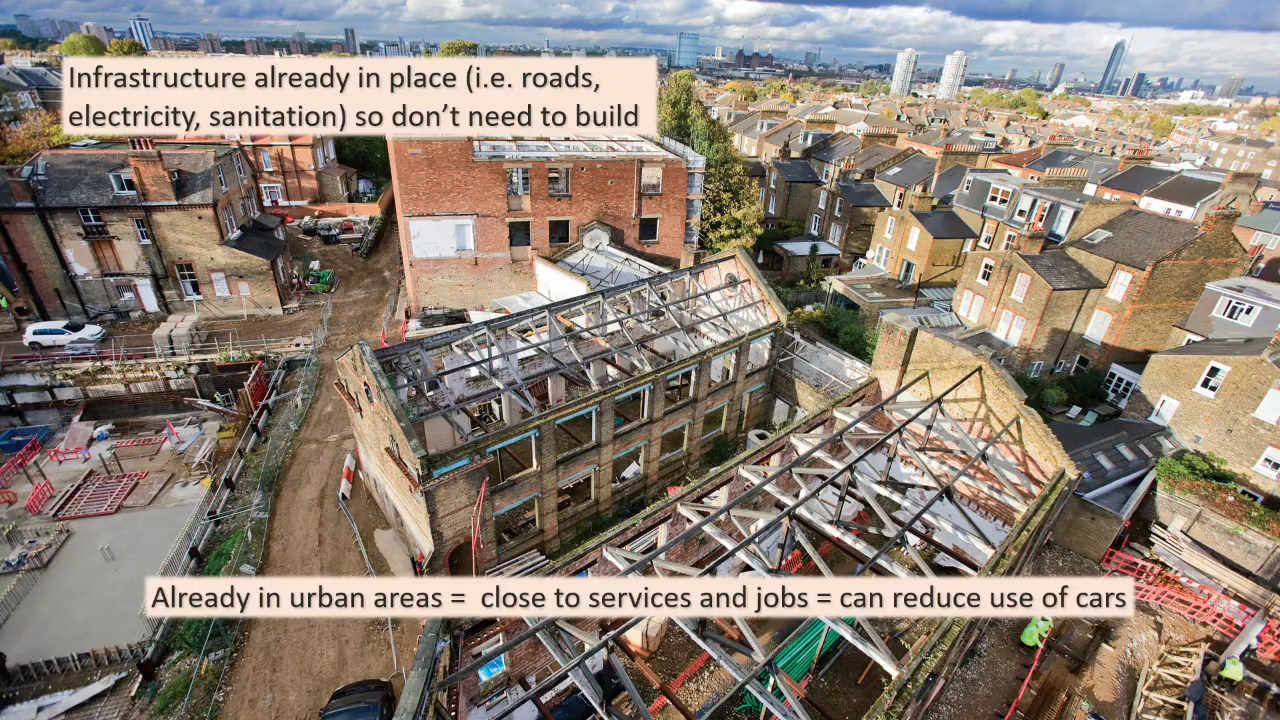 Infrastructure already in place (i.e. roads,
electricity, sanitation) so don’t need to build
Already in urban areas =  close to services and jobs = can reduce use of cars